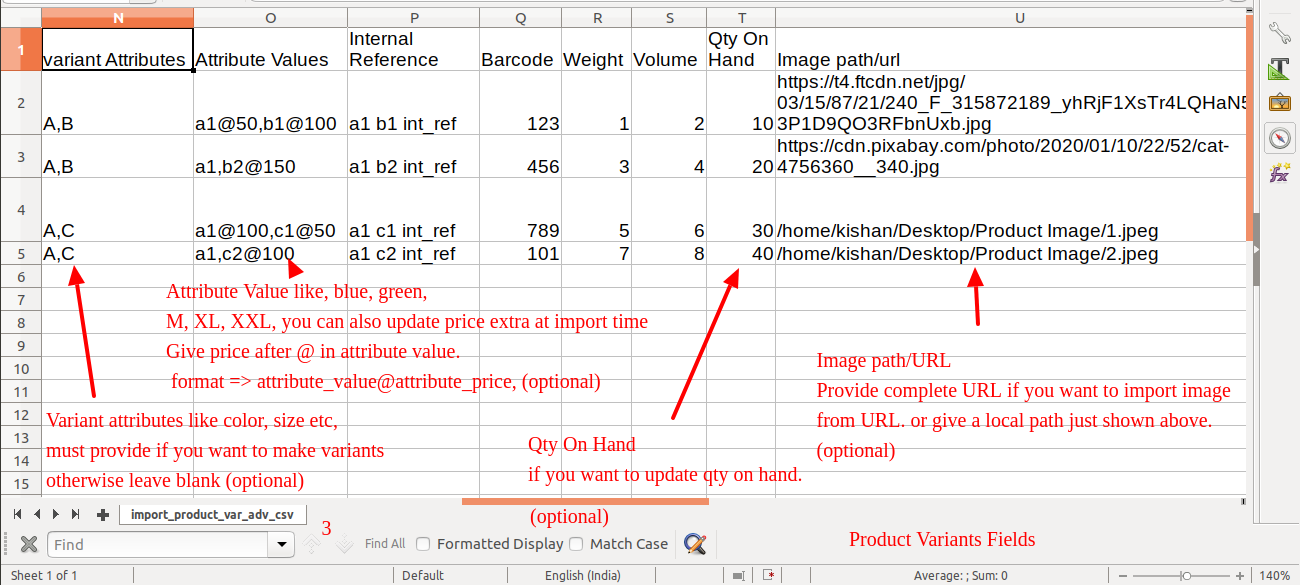 N O P Q R S T U
1 variant Attributes Attribute Values Internal Reference Barcode Weight Volume Qty On Hand Image path/url
2 A,B a1@50,b1@100 a1 b1 int_ref 123 1 2 10 https://t4.ftcdn.net/jpg/
03/15/87/21/240_F_315872189_yhRjF1XsTr4LQHaN5
3P1D9QO3RFbnUxb.jpg
3 A,B a1,b2@150 a1 b2 int_ref 456 3 4 20 https://cdn.pixabay.com/photo/2020/01/10/22/52/cat-
4756360__340.jpg
4 A,C a1@100,c1@50 a1 c1 int_ref 789 5 6 30 /home/kishan/Desktop/Product Image/1.jpeg
5 A,C a1,c2@100 a1 c2 int_ref 101 7 8 40 /home/kishan/Desktop/Product Image/2.jpeg
6
7
8
9
10
11
12
13
14
15
Attribute Value like, blue, green,
M, XL, XXL, you can also update price extra at import time
Give price after @ in attribute value.
format => attribute_value@attribute_price, (optional)
Variant attributes like color, size etc,
must provide if you want to make variants
otherwise leave blank (optional)
Qty On Hand
if you want to update qty on hand.
(optional)
Image path/URL
Provide complete URL if you want to import image
from URL. or give a local path just shown above.
(optional)
import_product_var_adv_csv
3
Find Find All Formatted Display Match Case
Product Variants Fields
Sheet 1 of 1 Default English (India) Average: ; Sum: 0 140%